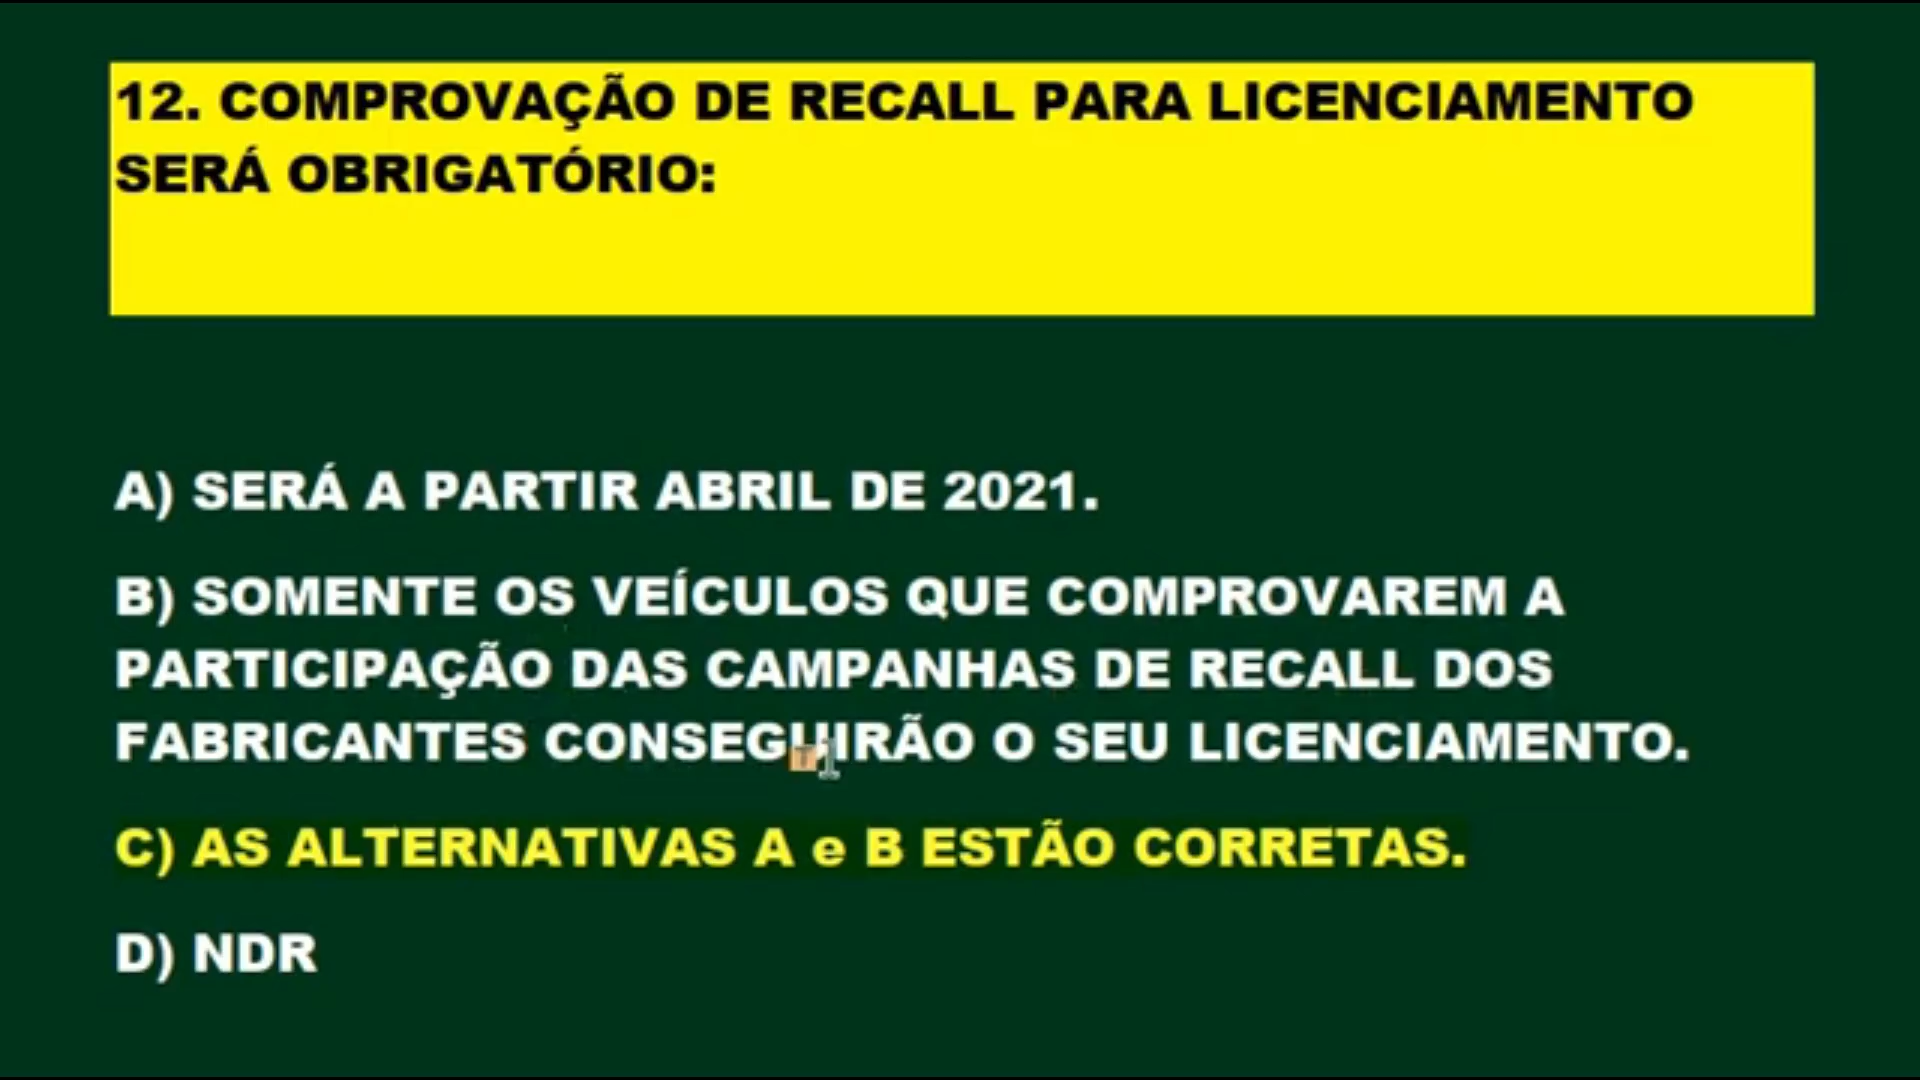 12. COMPROVAÇÃO DE RECALL PARA LICENCIAMENTO
SERÁ OBRIGATÓRIO:
A) SERÁ A PARTIR ABRIL DE 2021.
B) SOMENTE OS VEÍCULOS QUE COMPROVAREM A
PARTICIPAÇÃO DAS CAMPANHAS DE RECALL DOS
FABRICANTES CONSEGUIRÃO O SEU LICENCIAMENTO.
C) AS ALTERNATIVAS A e B ESTÃO CORRETAS.
D) NDR